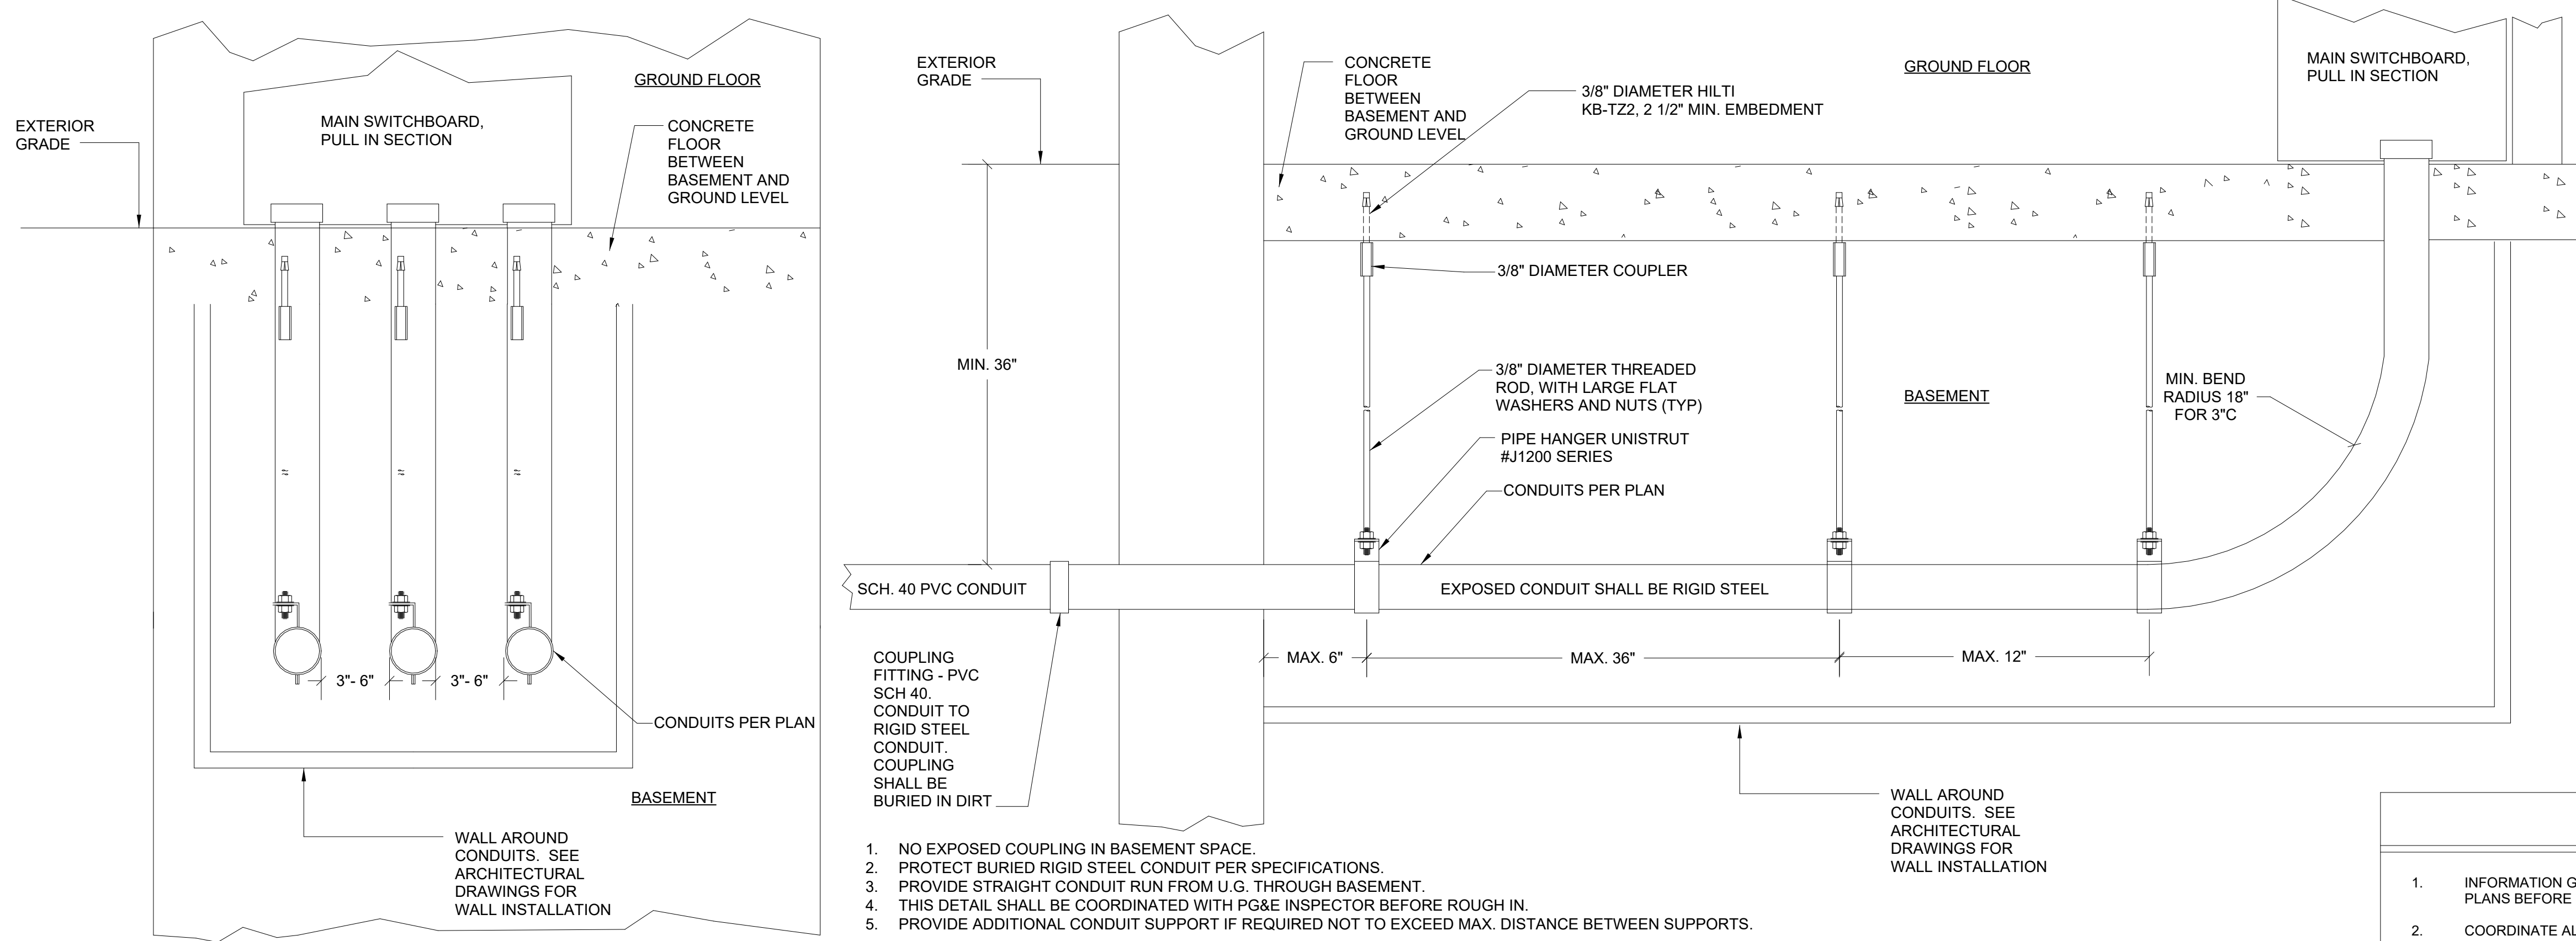 GROUND FLOOR
MAIN SWITCHBOARD,
PULL IN SECTION
EXTERIOR
GRADE
CONCRETE
FLOOR
BETWEEN
BASEMENT AND
GROUND LEVEL
3"- 6"
3"- 6"
CONDUITS PER PLAN
BASEMENT
WALL AROUND
CONDUITS. SEE
ARCHITECTURAL
DRAWINGS FOR
WALL INSTALLATION
EXTERIOR
GRADE
CONCRETE
FLOOR
BETWEEN
BASEMENT AND
GROUND LEVEL
3/8" DIAMETER HILTI
KB-TZ2, 2 1/2" MIN. EMBEDMENT
GROUND FLOOR
MAIN SWITCHBOARD,
PULL IN SECTION
3/8" DIAMETER COUPLER
MIN. 36"
3/8" DIAMETER THREADED
ROD, WITH LARGE FLAT
WASHERS AND NUTS (TYP)
BASEMENT
MIN. BEND
RADIUS 18"
FOR 3"C
PIPE HANGER UNISTRUT
#J1200 SERIES
CONDUITS PER PLAN
SCH. 40 PVC CONDUIT
EXPOSED CONDUIT SHALL BE RIGID STEEL
MAX. 6"
MAX. 36"
MAX. 12"
COUPLING
FITTING - PVC
SCH 40.
CONDUIT TO
RIGID STEEL
CONDUIT.
COUPLING
SHALL BE
BURIED IN DIRT
WALL AROUND
CONDUITS. SEE
ARCHITECTURAL
DRAWINGS FOR
WALL INSTALLATION
1. NO EXPOSED COUPLING IN BASEMENT SPACE.
2. PROTECT BURIED RIGID STEEL CONDUIT PER SPECIFICATIONS.
3. PROVIDE STRAIGHT CONDUIT RUN FROM U.G. THROUGH BASEMENT.
4. THIS DETAIL SHALL BE COORDINATED WITH PG&E INSPECTOR BEFORE ROUGH IN.
5. PROVIDE ADDITIONAL CONDUIT SUPPORT IF REQUIRED NOT TO EXCEED MAX. DISTANCE BETWEEN SUPPORTS.
1. INFORMATION
PLANS BEFORE
2. COORDINATE